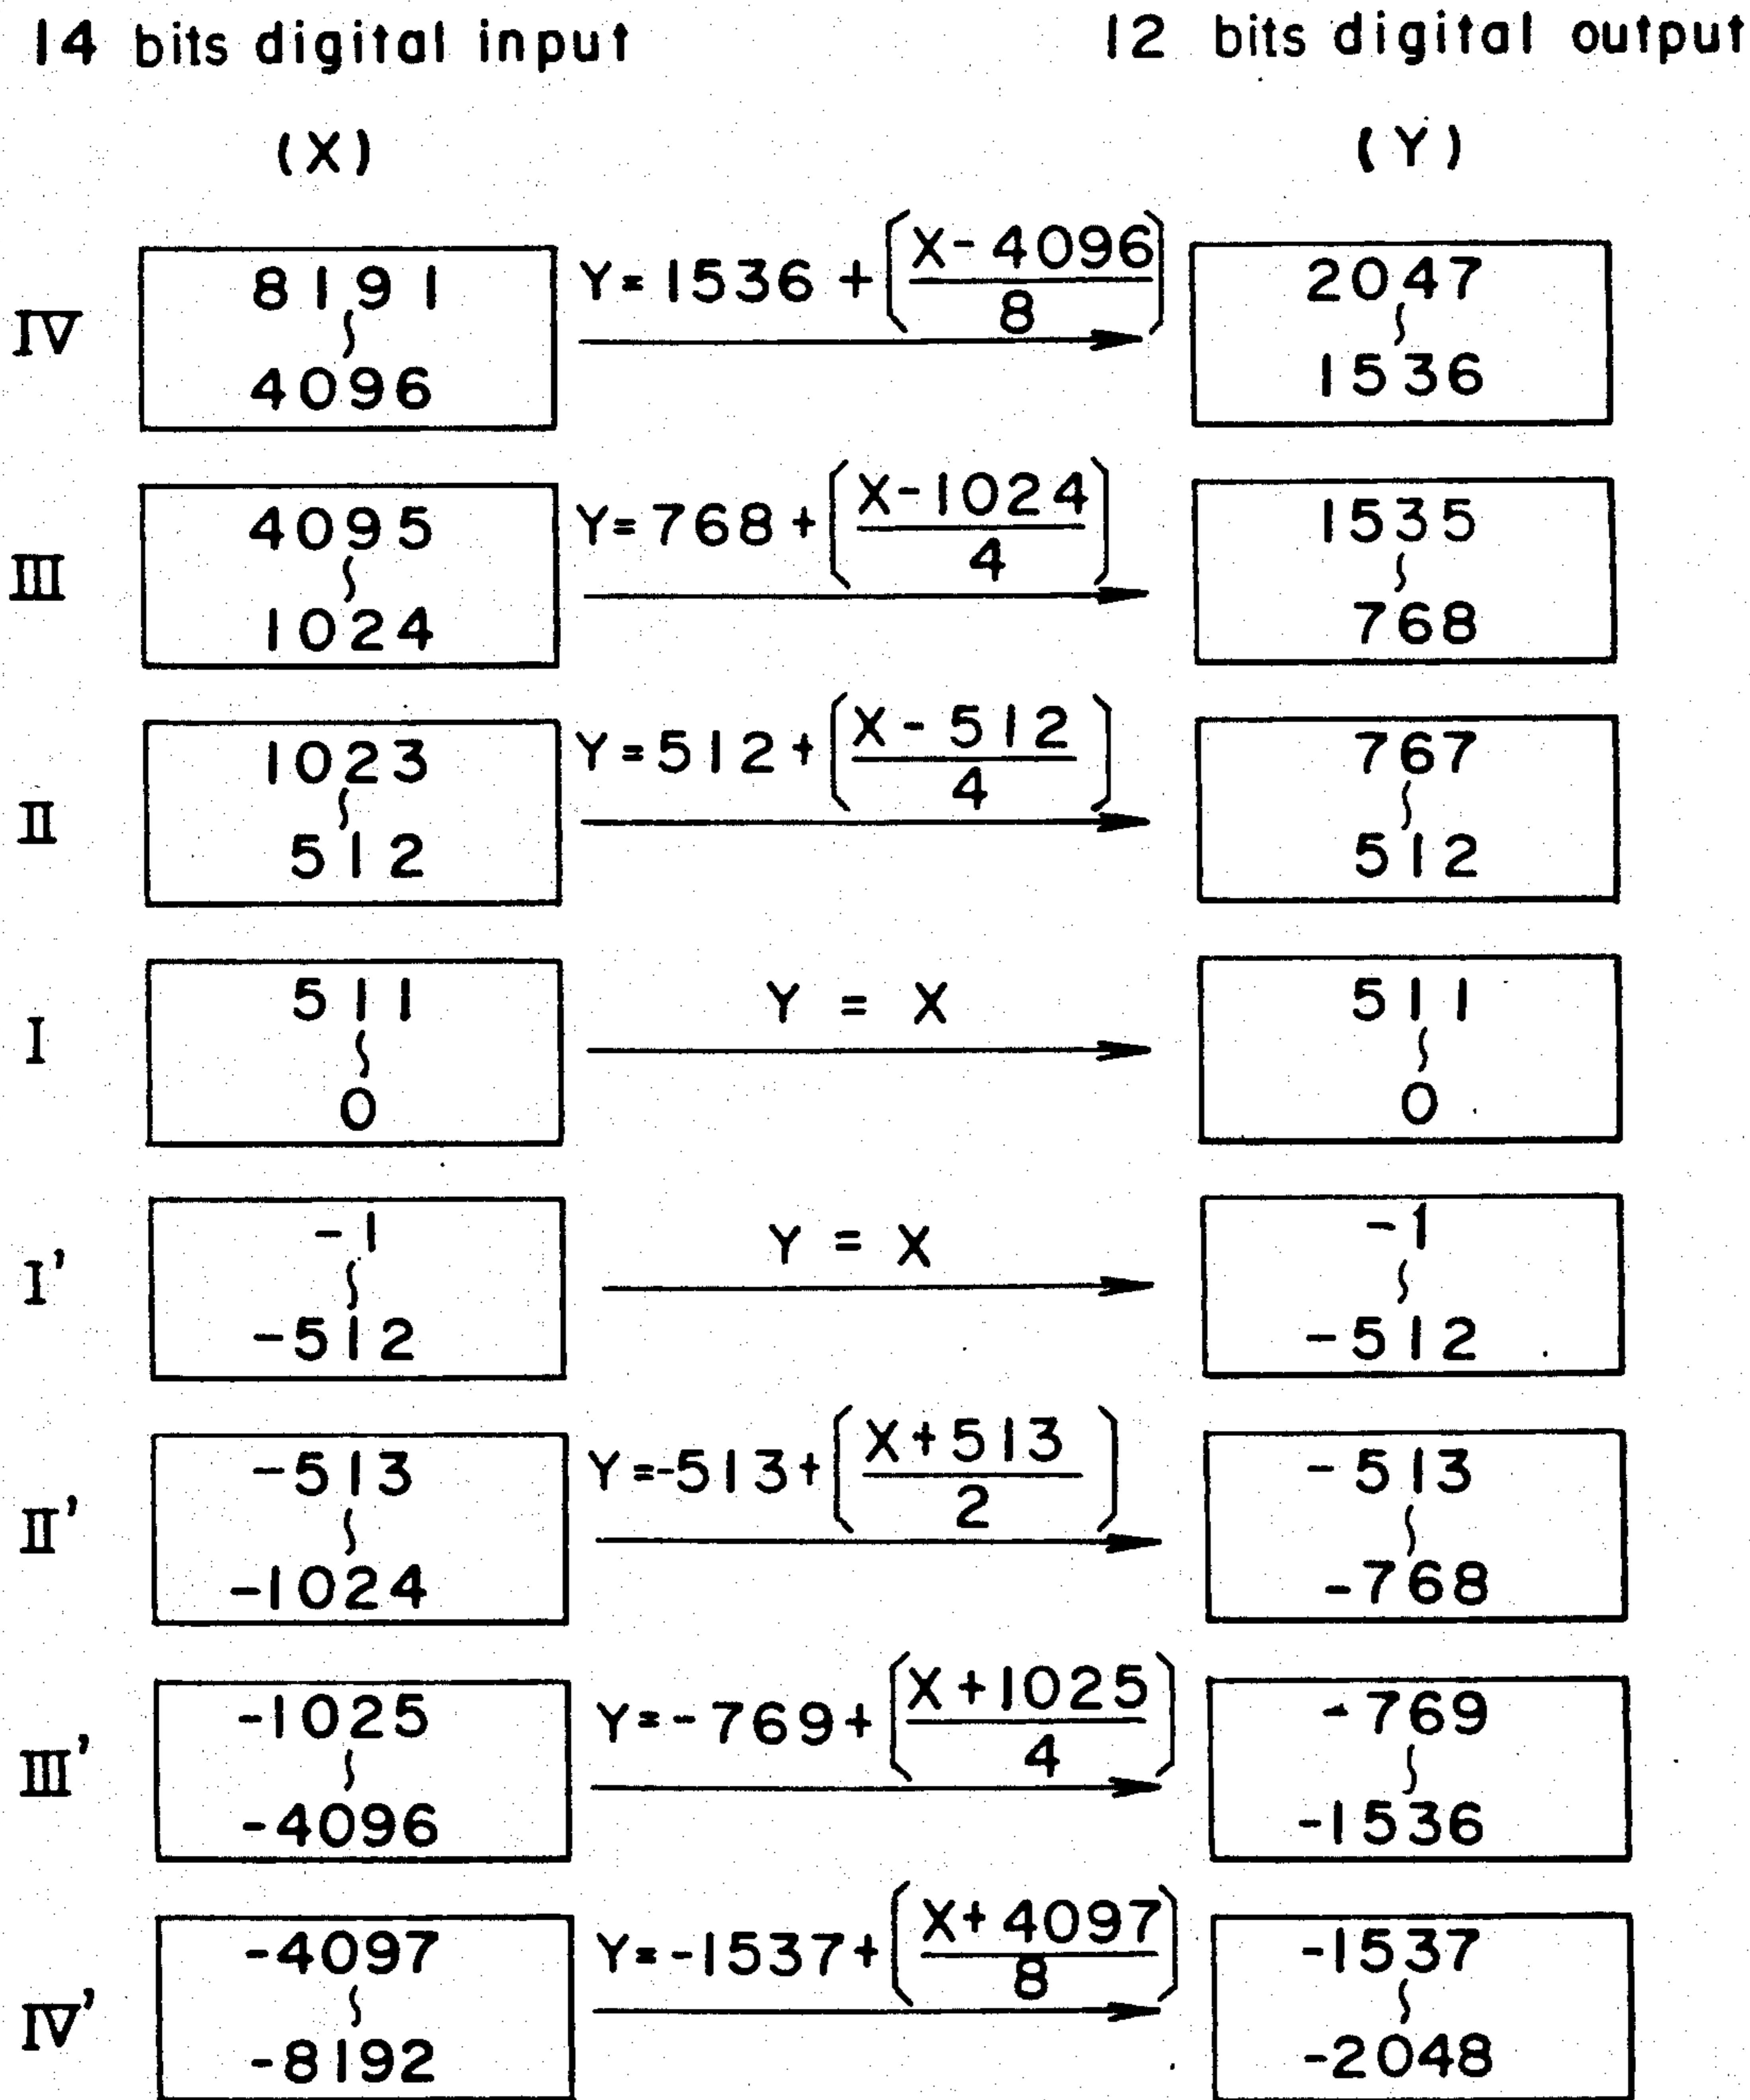 14 bits digital input 12 bits digital output
(X) (Y)
IV 8191 ~ 4096 Y=1536+[(X-4096)/8] 2047 ~ 1536
III 4095 ~ 1024 Y=768+[(X-1024)/4] 1535 ~ 768
II 1023 ~ 512 Y=512+[(X-512)/4] 767 ~ 512
I 511 ~ 0 Y = X 511 ~ 0
I' -1 ~ -512 Y = X -1 ~ -512
II' -513 ~ -1024 Y=-513+[(X+513)/2] -513 ~ -768
III' -1025 ~ -4096 Y=-769+[(X+1025)/4] -769 ~ -1536
IV' -4097 ~ -8192 Y=-1537+[(X+4097)/8] -1537 ~ -2048